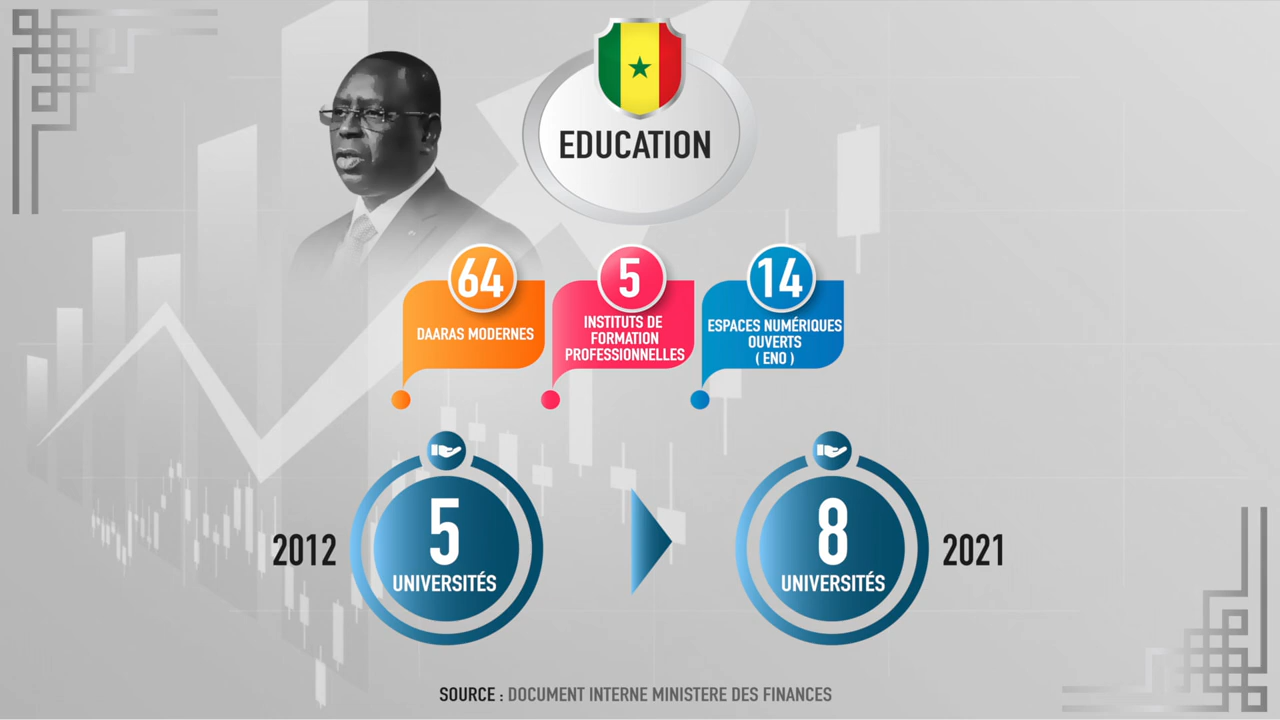 EDUCATION
64
DAARAS MODERNES
5
INSTITUTS DE
FORMATION
PROFESSIONNELLES
14
ESPACES NUMÉRIQUES
OUVERTS
( ENO )
2012
5
UNIVERSITÉS
8
UNIVERSITÉS
2021
SOURCE : DOCUMENT INTERNE MINISTERE DES FINANCES